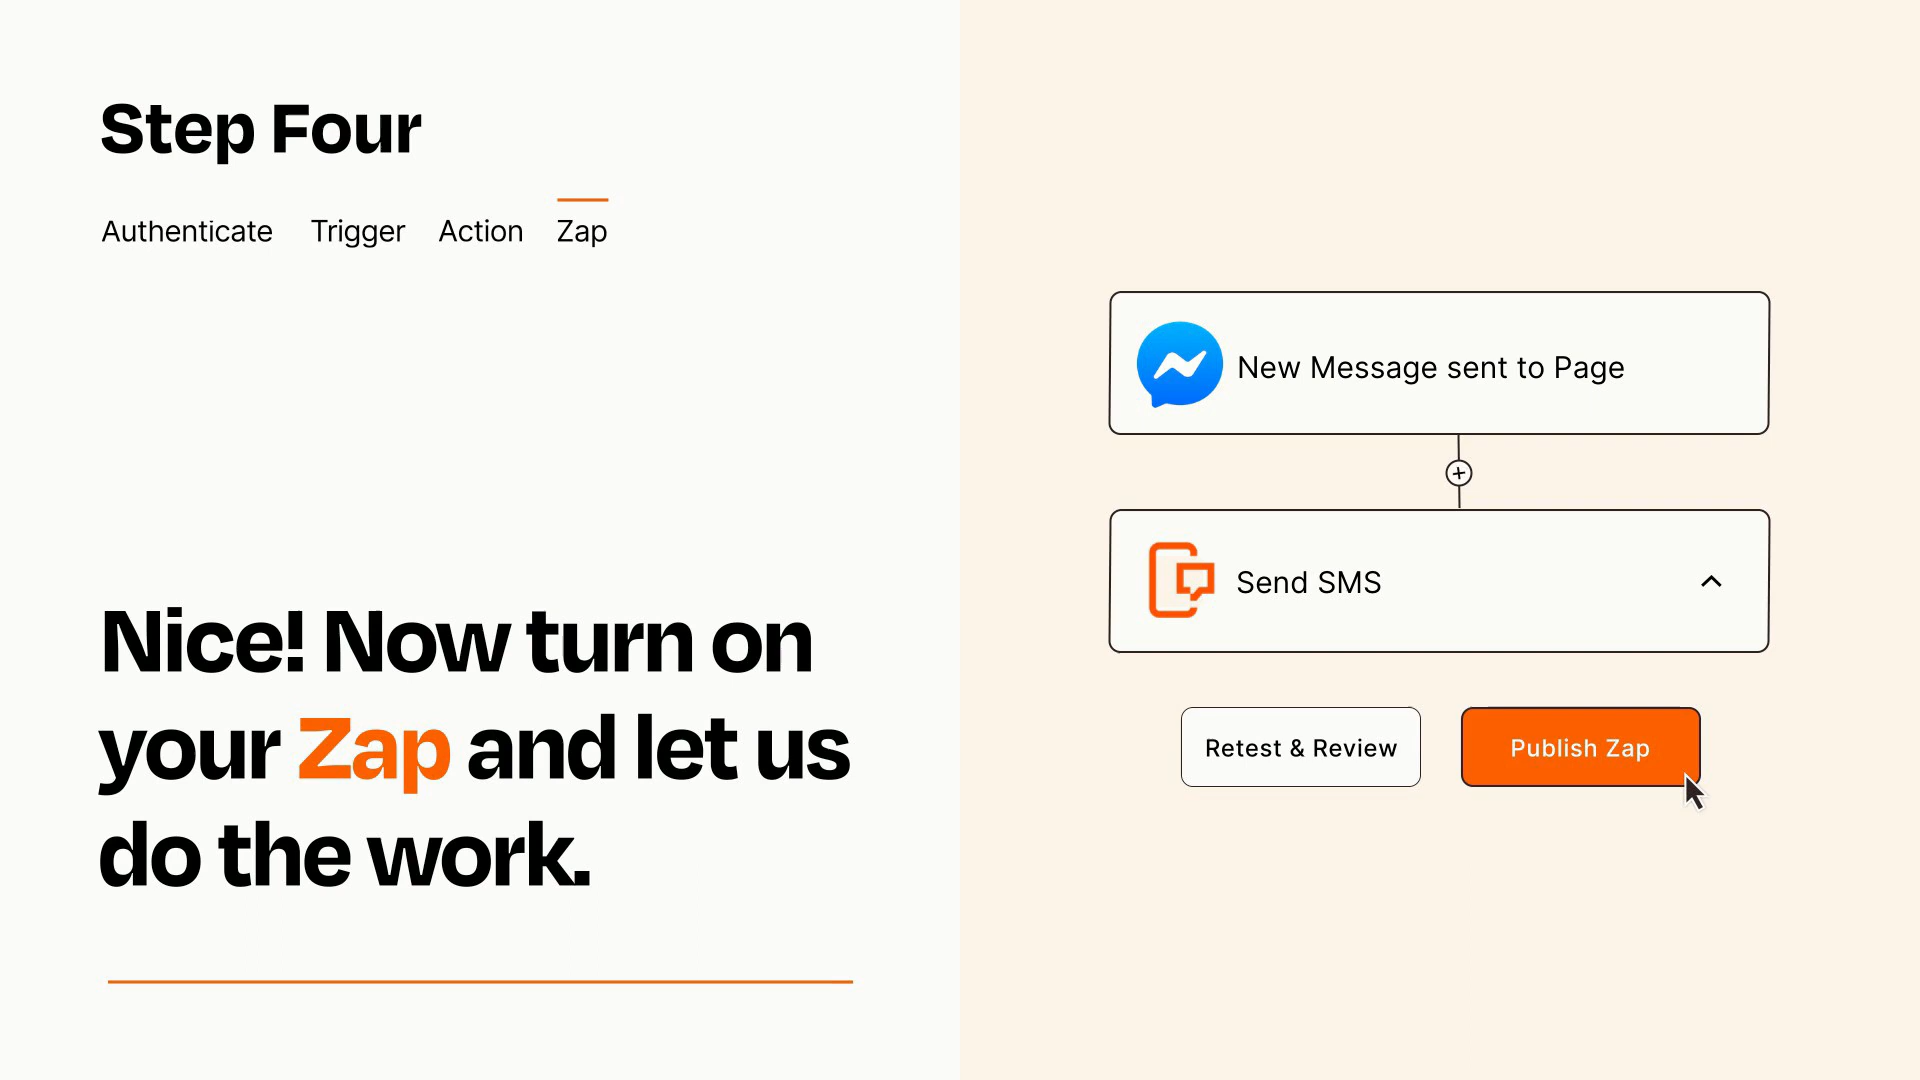 Step Four
Authenticate Trigger Action Zap
Nice! Now turn on
your Zap and let us
do the work.
New Message sent to Page
Send SMS
Retest & Review
Publish Zap